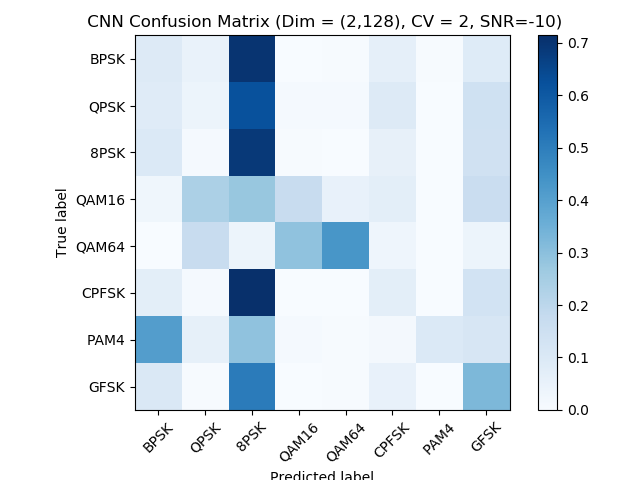 CNN Confusion Matrix (Dim = (2,128), CV = 2, SNR=-10)
True label
BPSK
QPSK
8PSK
QAM16
QAM64
CPFSK
PAM4
GFSK
BPSK
QPSK
8PSK
QAM16
QAM64
CPFSK
PAM4
GFSK
Predicted label
0.7
0.6
0.5
0.4
0.3
0.2
0.1
0.0